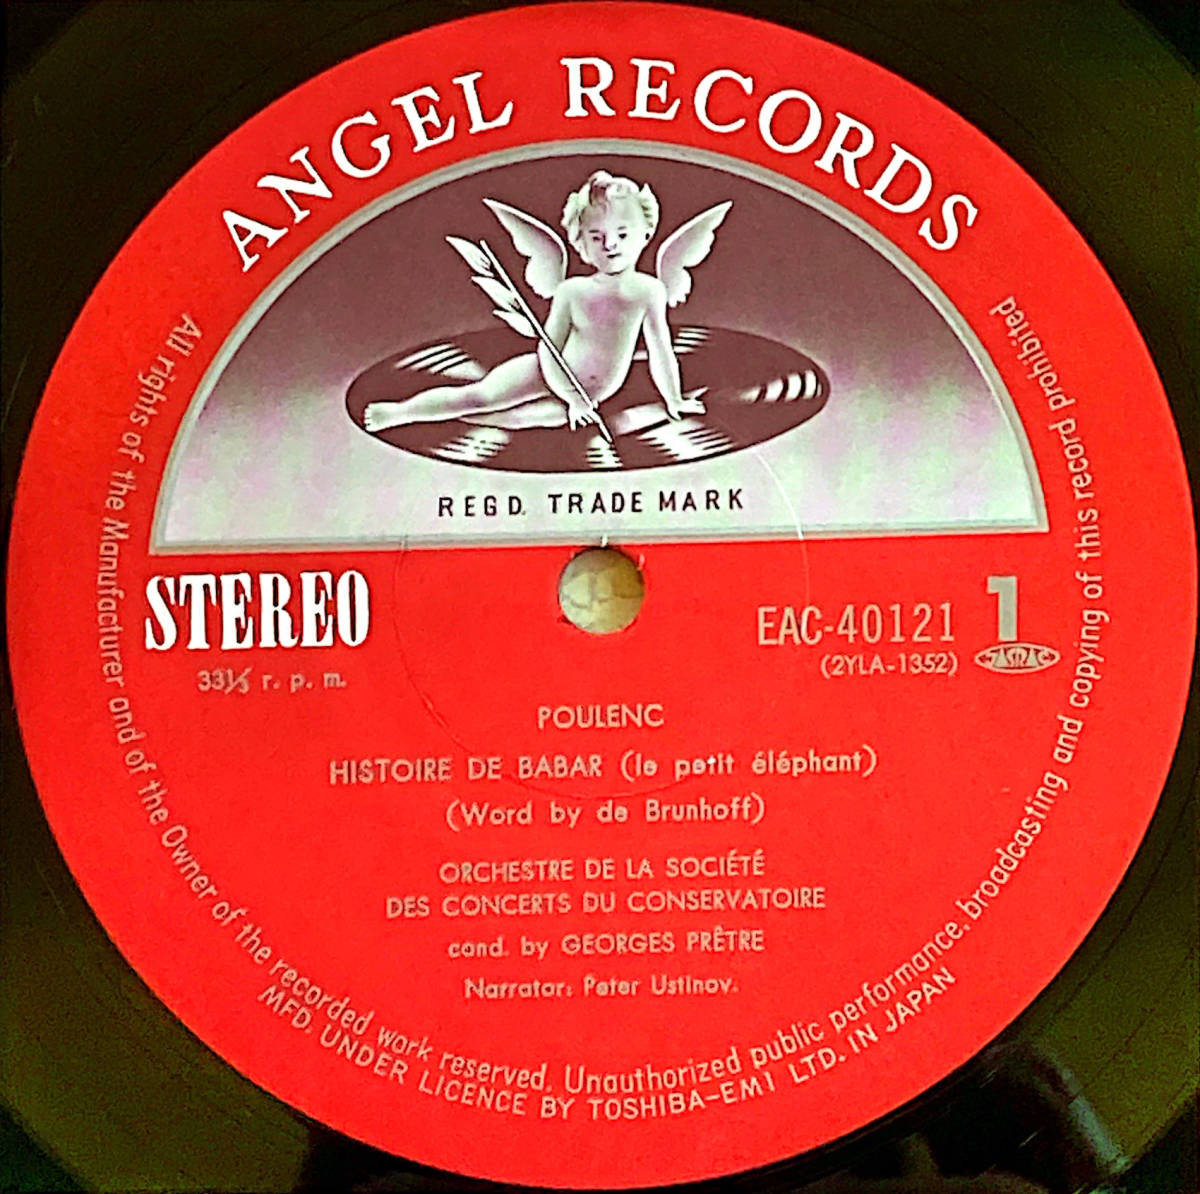 ANGEL RECORDS
REGD. TRADE MARK
STEREO
33⅓ r. p. m.
EAC-40121
1
(2YLA-1352)
JASRAC
POULENC
HISTOIRE DE BABAR (le petit éléphant)
(Word by de Brunhoff)
ORCHESTRE DE LA SOCIÉTÉ
DES CONCERTS DU CONSERVATOIRE
cond. by GEORGES PRÊTRE
Narrator: Peter Ustinov.
All rights of the Manufacturer and of the Owner of the recorded work reserved. Unauthorized public performance, broadcasting and copying of this record prohibited
MFD. UNDER LICENCE BY TOSHIBA-EMI LTD. IN JAPAN